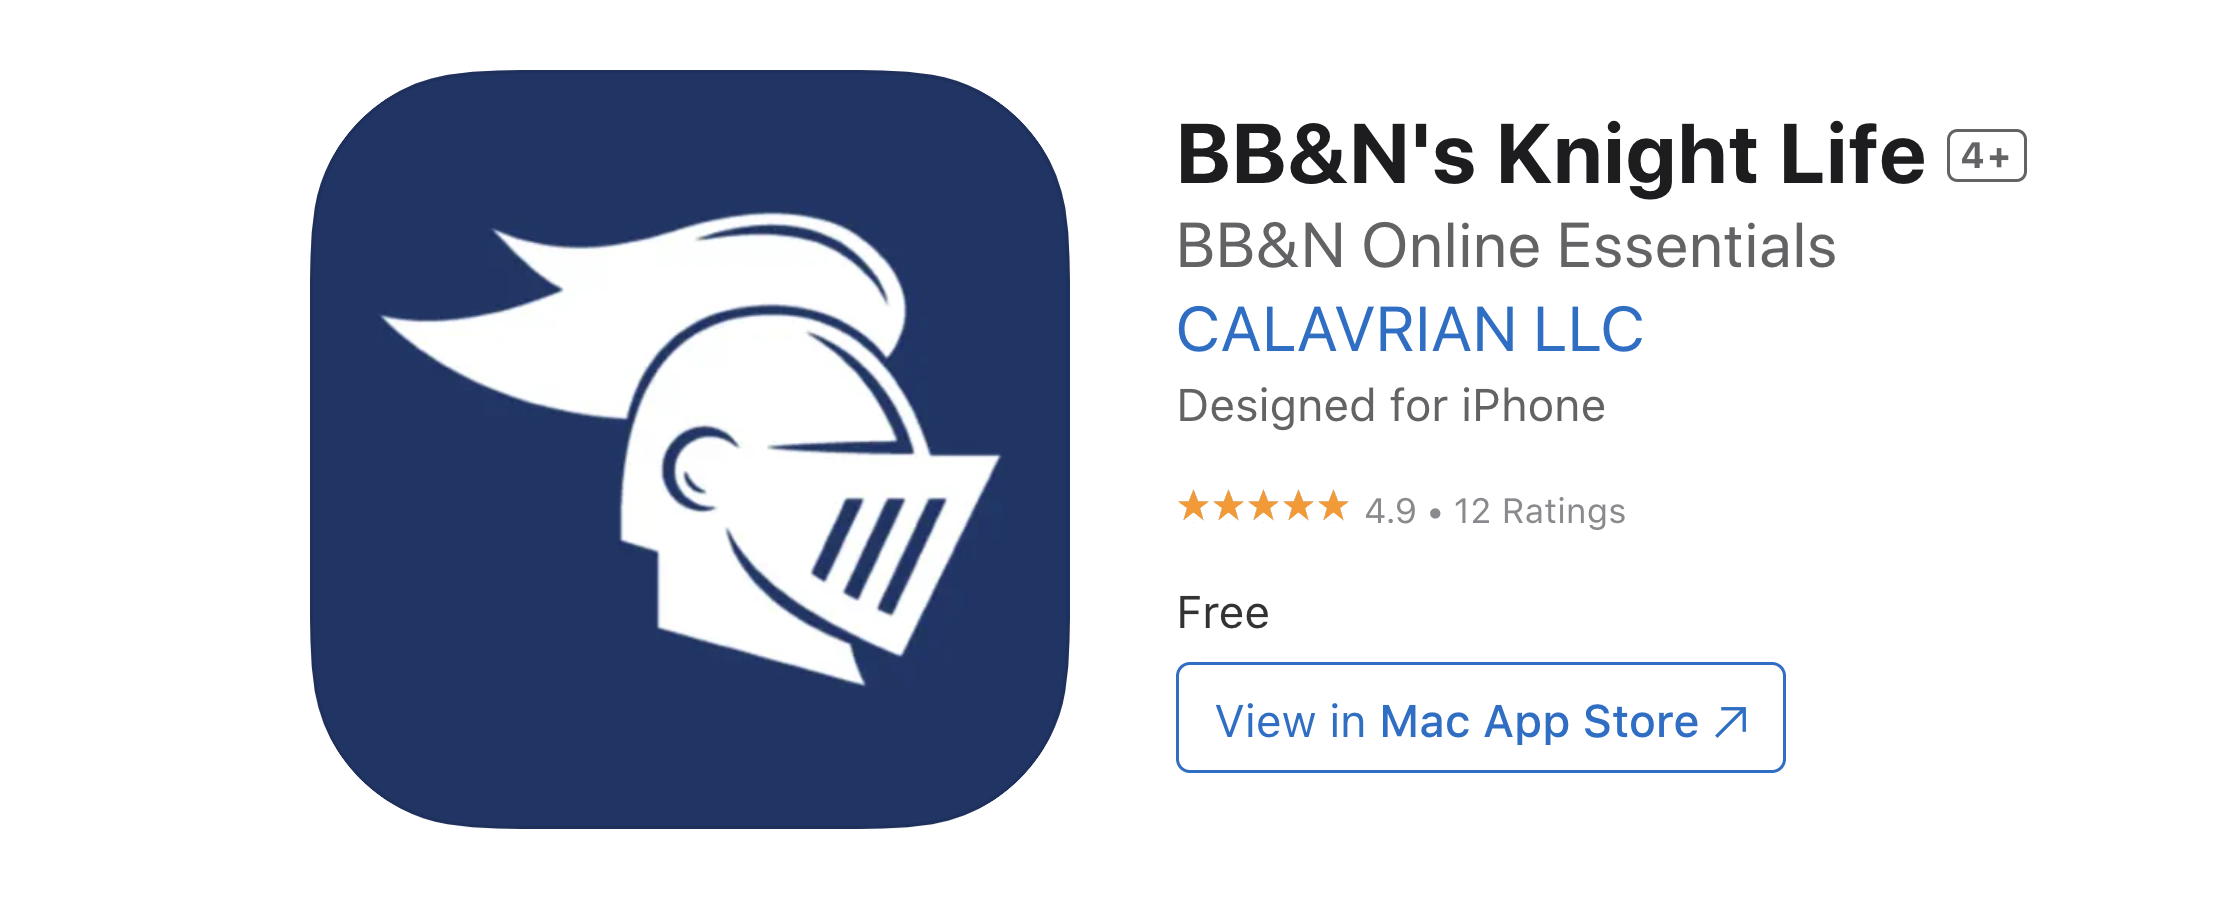 BB&N's Knight Life 4+
BB&N Online Essentials
CALAVRIAN LLC
Designed for iPhone
★★★★★ 4.9 • 12 Ratings
Free
View in Mac App Store ↗